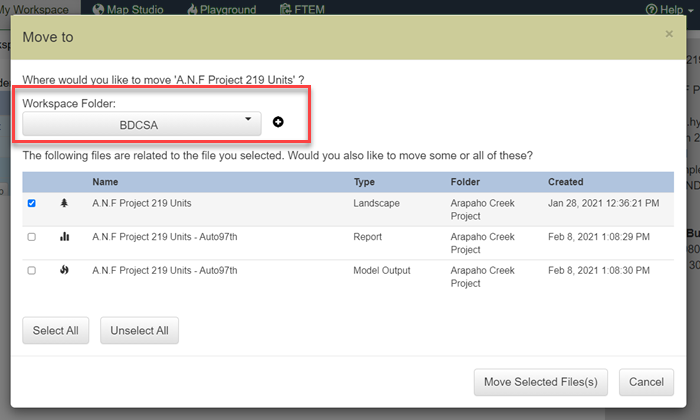 My Workspace Map Studio Playground FTEM Help
Move to ×
Where would you like to move 'A.N.F Project 219 Units' ?
Workspace Folder:
BDCSA
The following files are related to the file you selected. Would you also like to move some or all of these?
Name Type Folder Created
A.N.F Project 219 Units Landscape Arapaho Creek Project Jan 28, 2021 12:36:21 PM
A.N.F Project 219 Units - Auto97th Report Arapaho Creek Project Feb 8, 2021 1:08:29 PM
A.N.F Project 219 Units - Auto97th Model Output Arapaho Creek Project Feb 8, 2021 1:08:30 PM
Select All Unselect All
Move Selected Files(s) Cancel